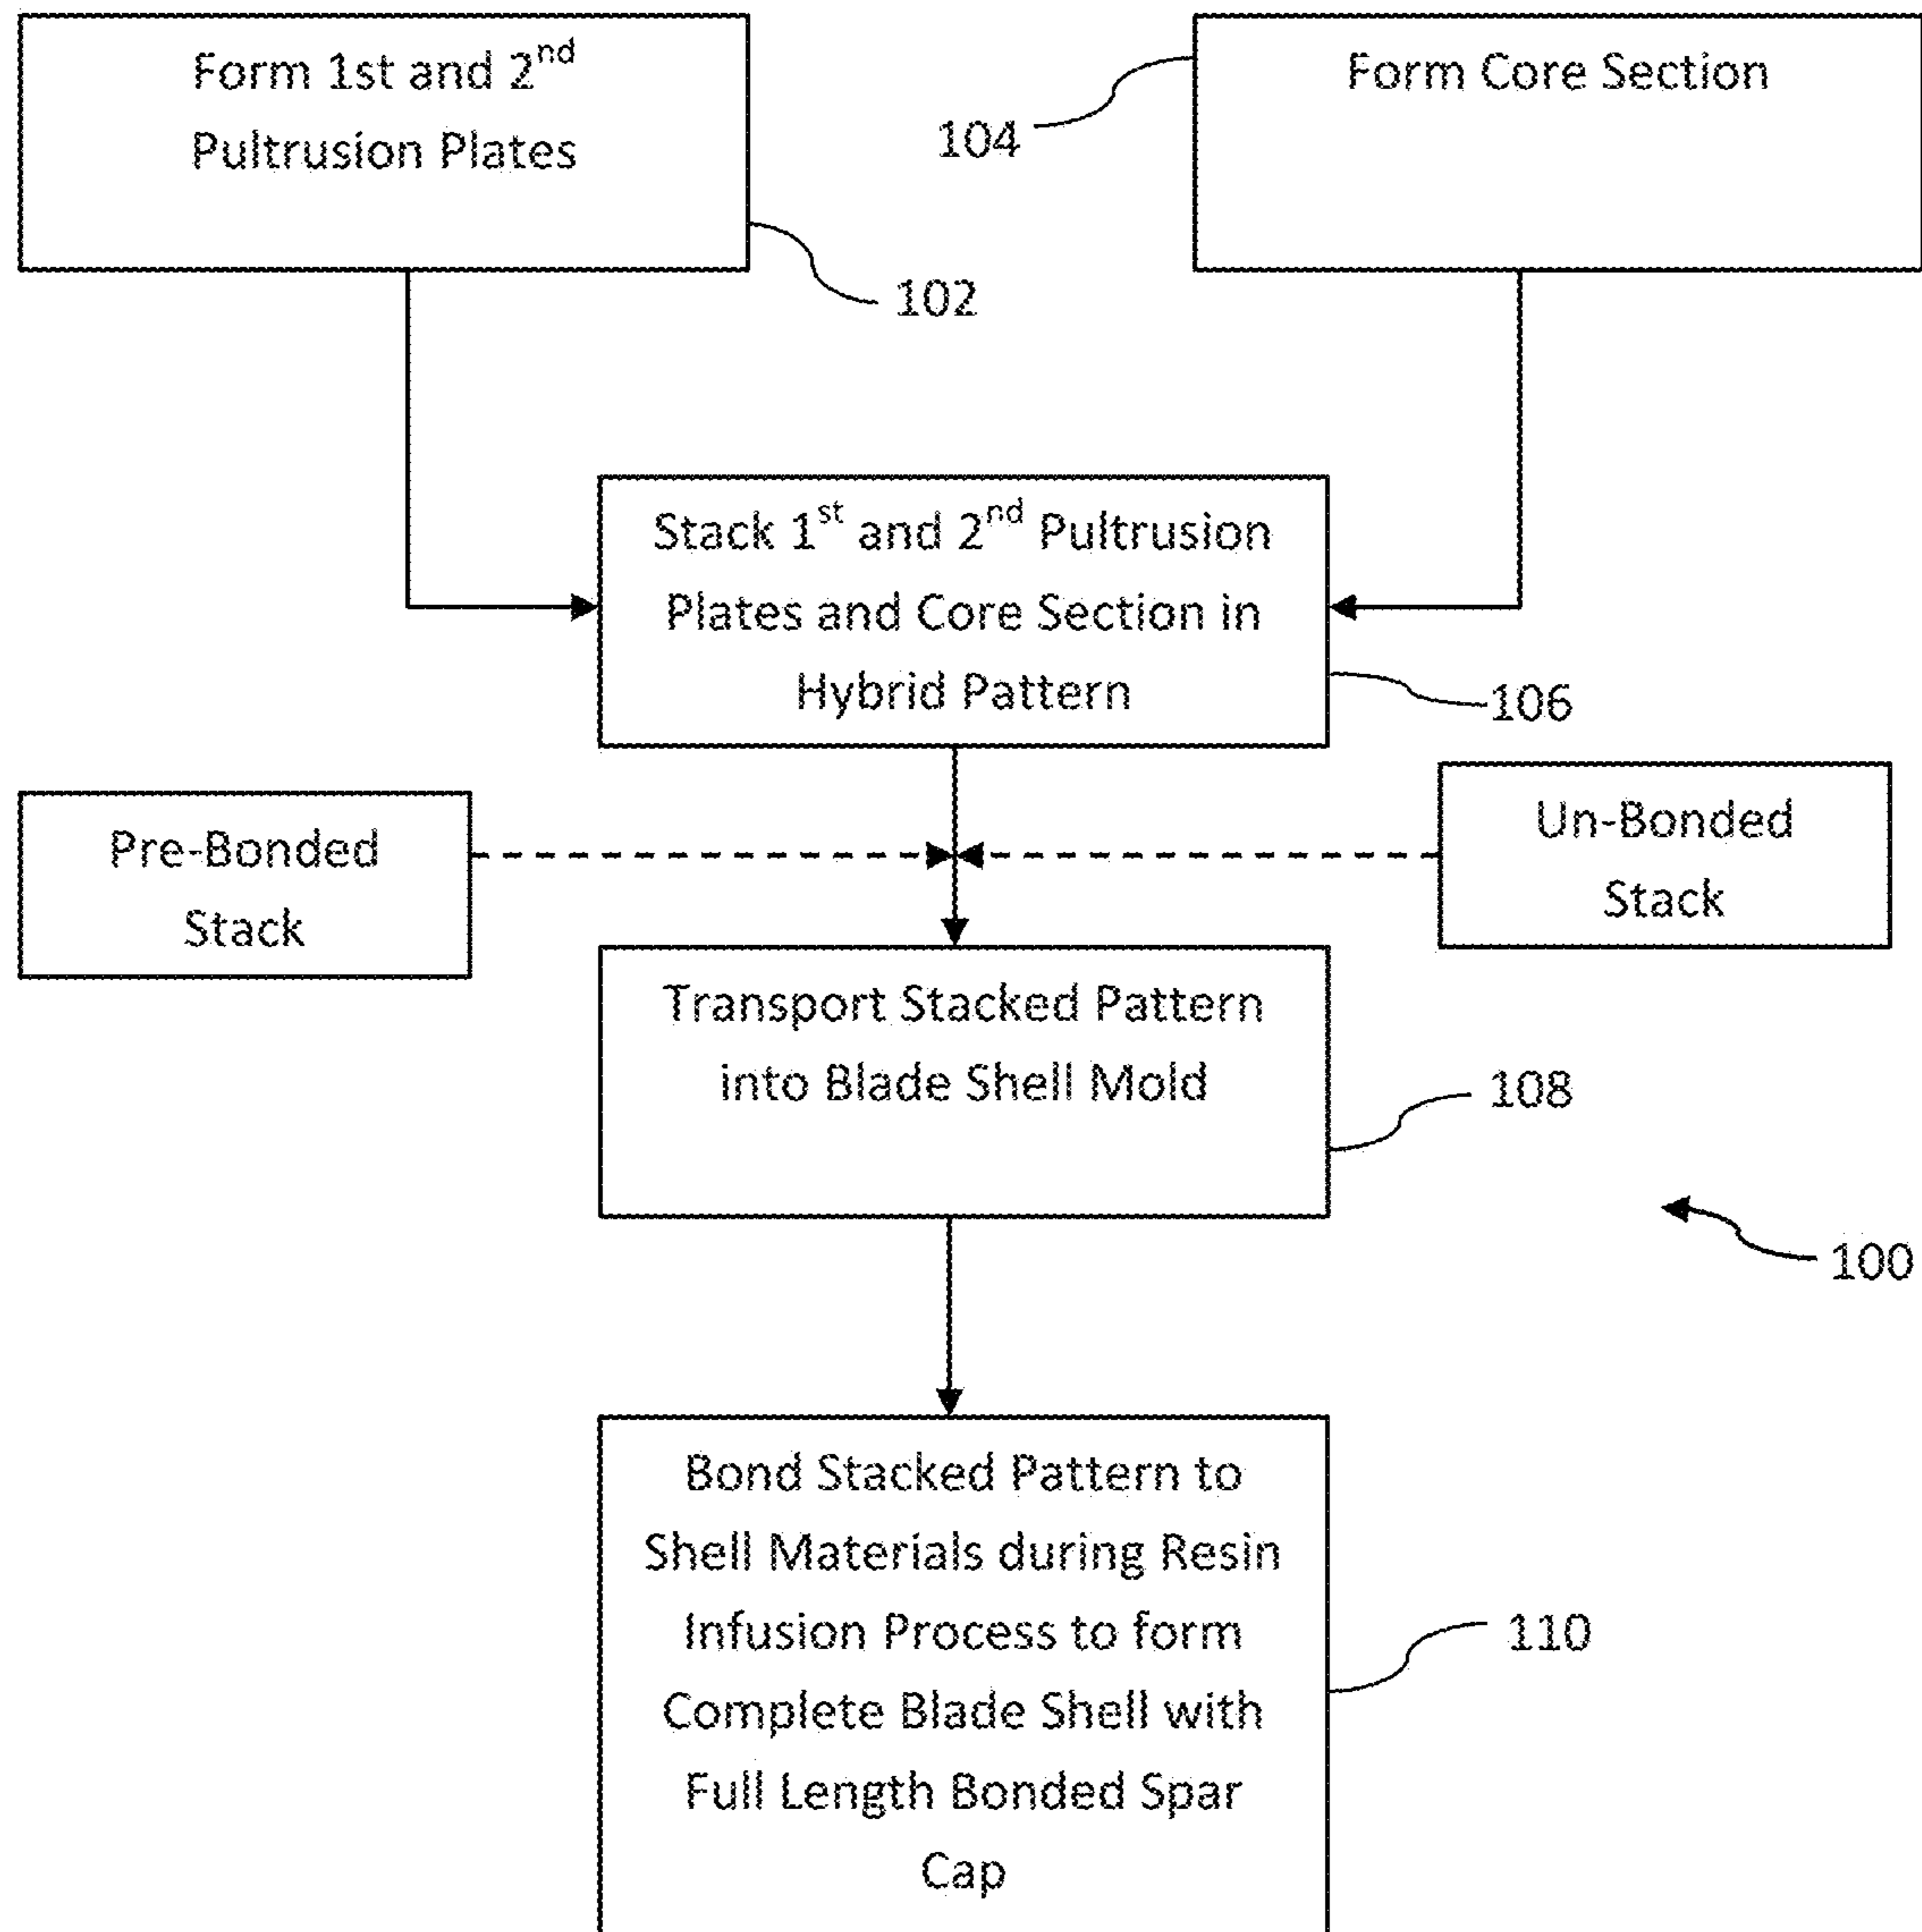 Form 1st and 2nd
Pultrusion Plates
102
Form Core Section
104
Stack 1st and 2nd Pultrusion
Plates and Core Section in
Hybrid Pattern
106
Pre-Bonded
Stack
Un-Bonded
Stack
Transport Stacked Pattern
into Blade Shell Mold
108
100
Bond Stacked Pattern to
Shell Materials during Resin
Infusion Process to form
Complete Blade Shell with
Full Length Bonded Spar
Cap
110